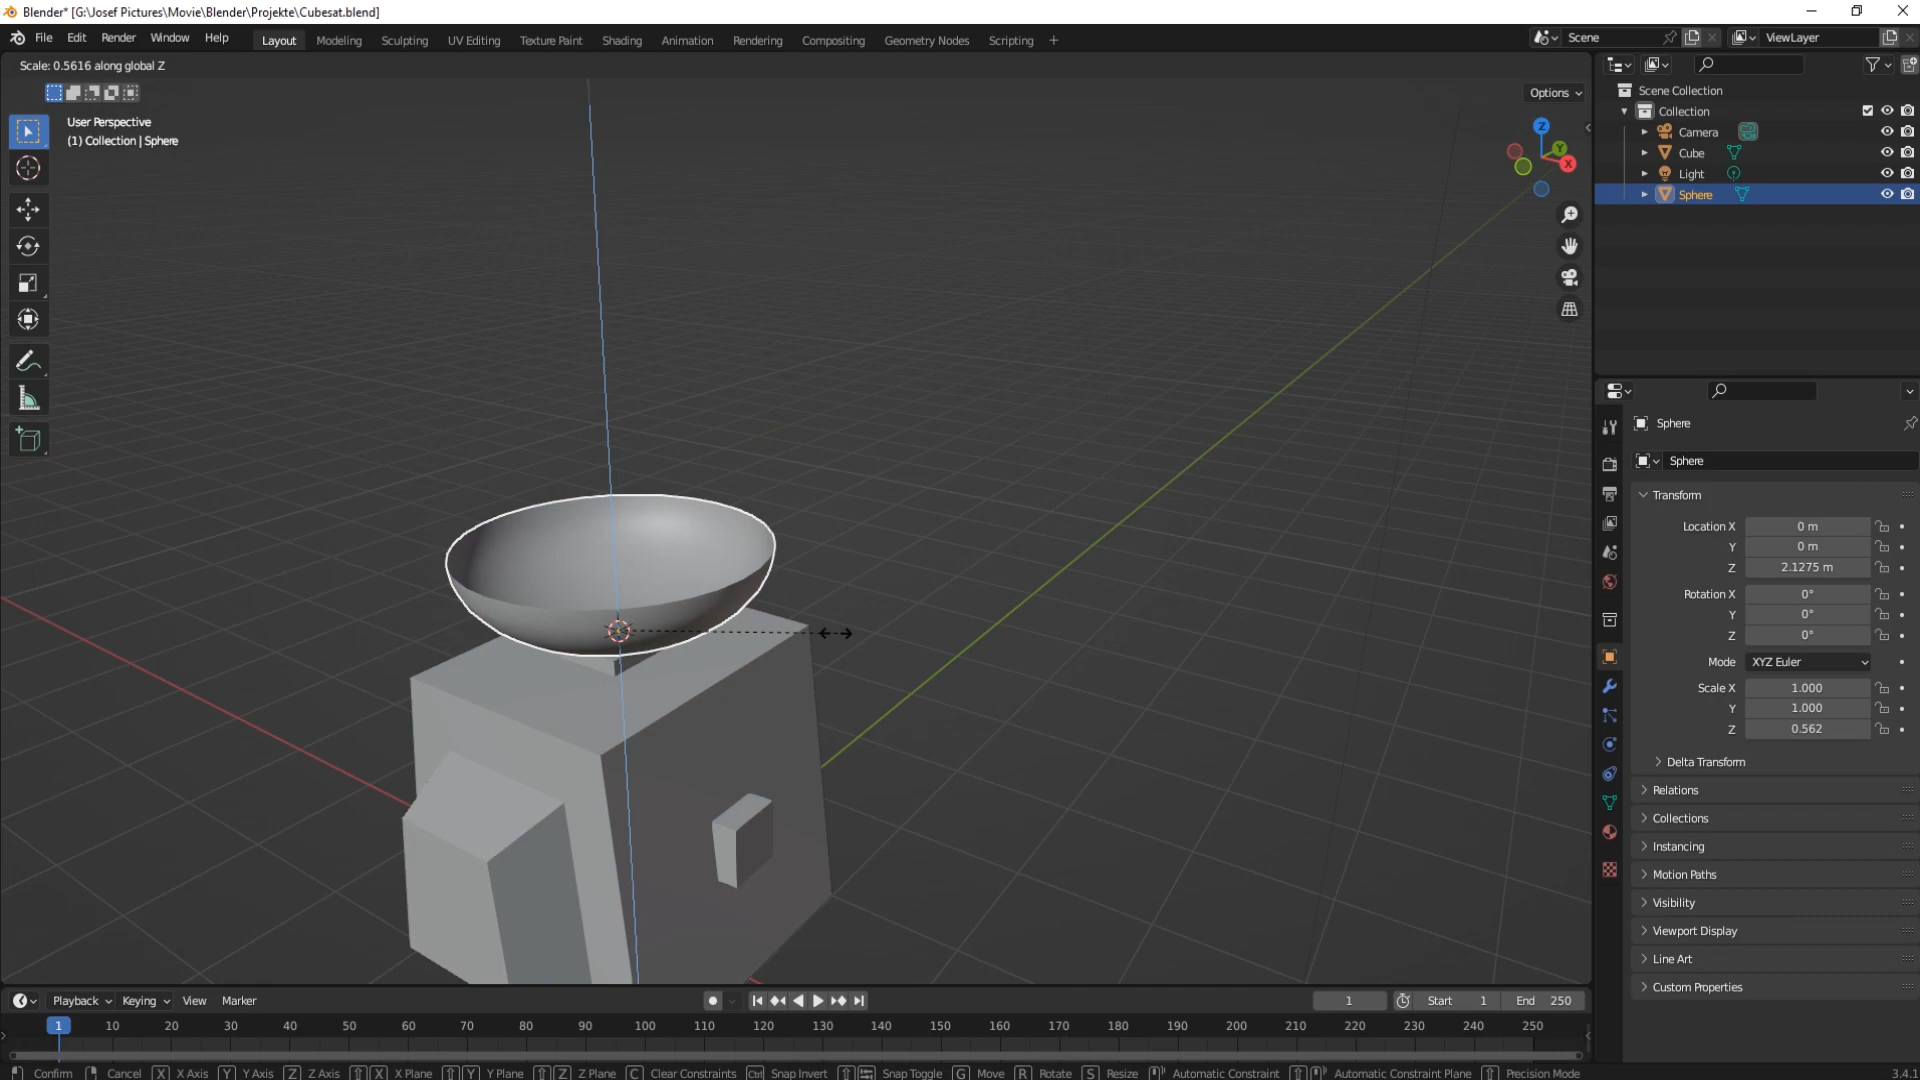 Blender* [G:\Josef Pictures\Movie\Blender\Projekte\Cubesat.blend]
File Edit Render Window Help Layout Modeling Sculpting UV Editing Texture Paint Shading Animation Rendering Compositing Geometry Nodes Scripting + Scene ViewLayer
Scale: 0.5616 along global Z
Options
User Perspective
(1) Collection | Sphere
Z
Y
X
Scene Collection
Collection
Camera
Cube
Light
Sphere
Sphere
Sphere
Transform
Location X 0 m
Y 0 m
Z 2.1275 m
Rotation X 0°
Y 0°
Z 0°
Mode XYZ Euler
Scale X 1.000
Y 1.000
Z 0.562
Delta Transform
Relations
Collections
Instancing
Motion Paths
Visibility
Viewport Display
Line Art
Custom Properties
Playback Keying View Marker 1 Start 1 End 250
1 10 20 30 40 50 60 70 80 90 100 110 120 130 140 150 160 170 180 190 200 210 220 230 240 250
Confirm Cancel X X Axis Y Y Axis Z Z Axis X X Plane Y Y Plane Z Z Plane C Clear Constraints Ctrl Snap Invert Snap Toggle G Move R Rotate S Resize Automatic Constraint Automatic Constraint Plane Precision Mode 3.4.1